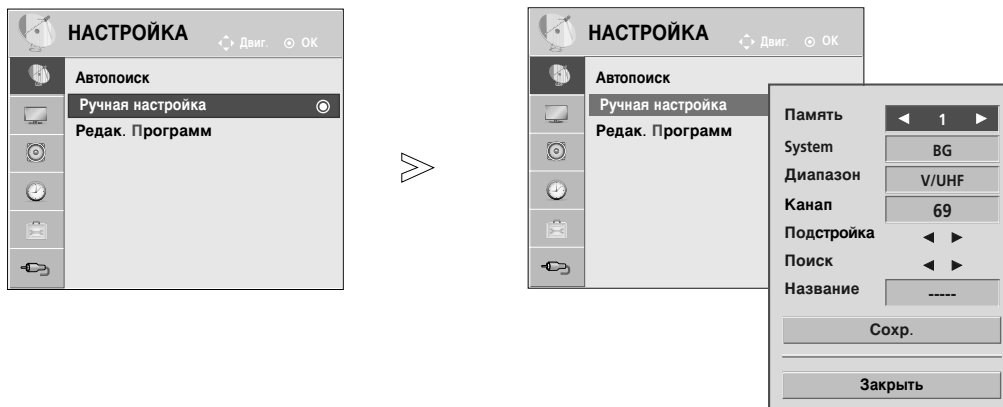 НАСТРОЙКА
Двиг. OK
Автопоиск
Ручная настройка
Редак. Программ
НАСТРОЙКА
Двиг. OK
Автопоиск
Ручная настройка
Редак. Программ
Память ◄ 1 ►
System BG
Диапазон V/UHF
Канап 69
Подстройка ◄ ►
Поиск ◄ ►
Название -----
Сохр.
Закрыть